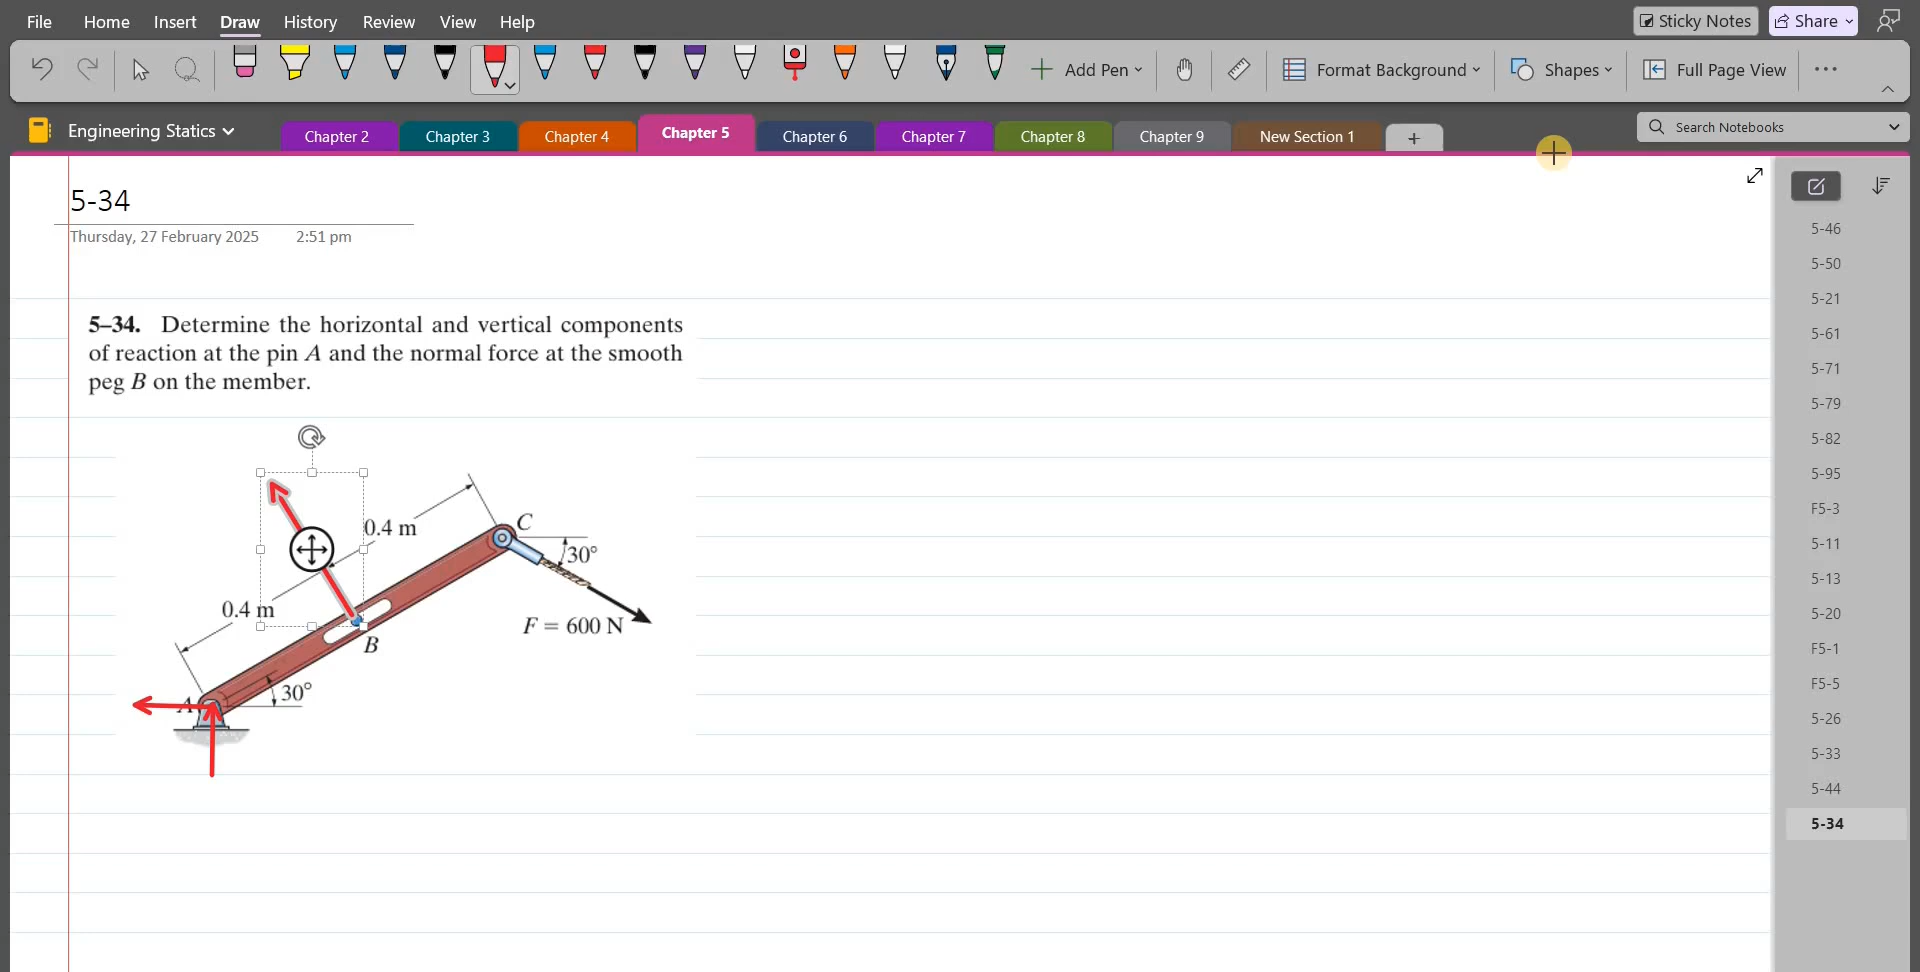 File Home Insert Draw History Review View Help
Sticky Notes Share
Add Pen Format Background Shapes Full Page View
Engineering Statics Chapter 2 Chapter 3 Chapter 4 Chapter 5 Chapter 6 Chapter 7 Chapter 8 Chapter 9 New Section 1 + Search Notebooks
5-34
Thursday, 27 February 2025 2:51 pm
5–34. Determine the horizontal and vertical components
of reaction at the pin A and the normal force at the smooth
peg B on the member.
0.4 m
C
30°
0.4 m
F = 600 N
B
30°
A
5-46
5-50
5-21
5-61
5-71
5-79
5-82
5-95
F5-3
5-11
5-13
5-20
F5-1
F5-5
5-26
5-33
5-44
5-34